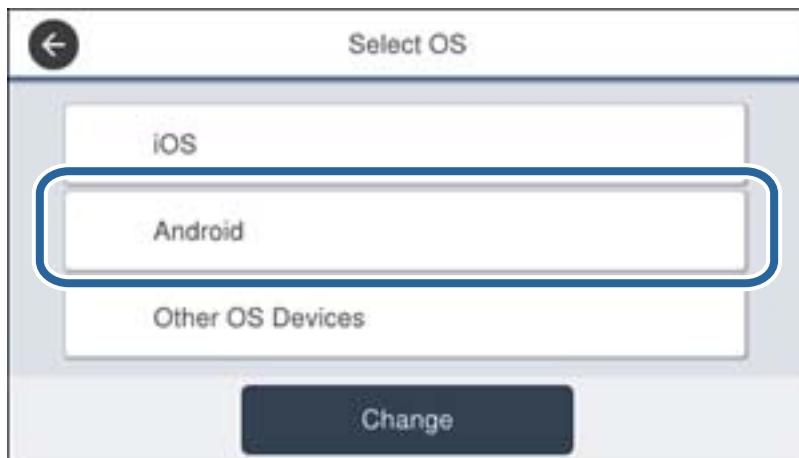 Select OS
iOS
Android
Other OS Devices
Change